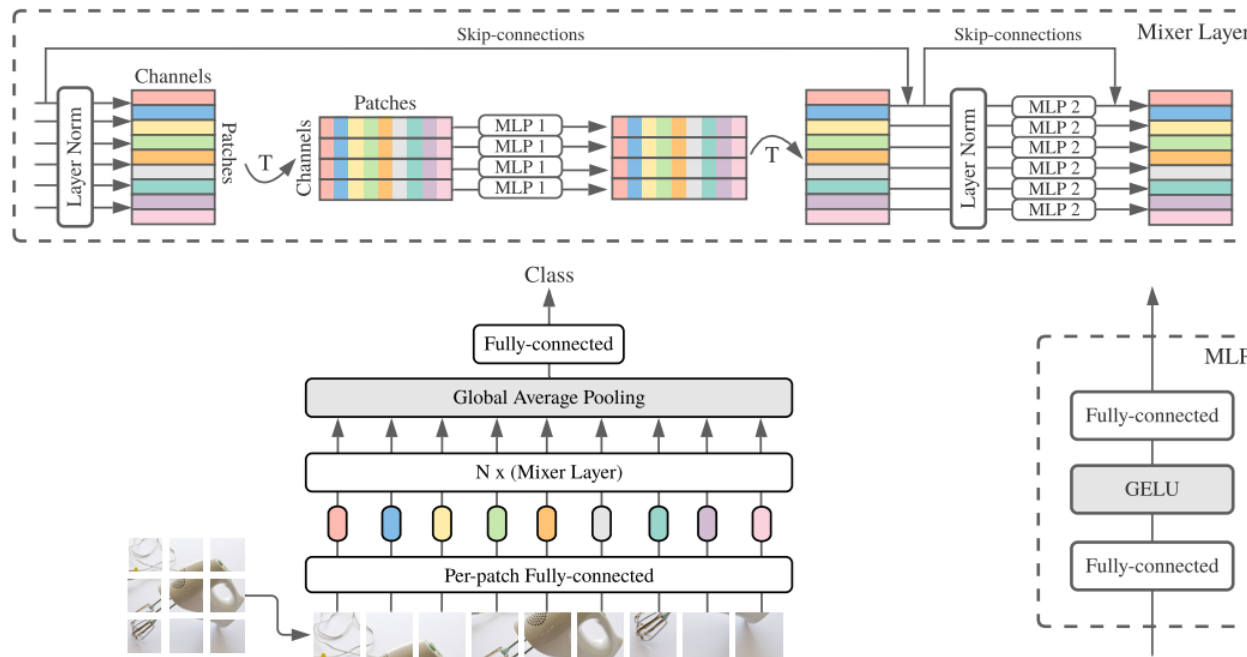 Skip-connections
Skip-connections
Mixer Layer
Channels
Layer Norm
Patches
T
Patches
Channels
MLP 1
MLP 1
MLP 1
MLP 1
T
Layer Norm
MLP 2
MLP 2
MLP 2
MLP 2
MLP 2
MLP 2
Class
Fully-connected
Global Average Pooling
N x (Mixer Layer)
Per-patch Fully-connected
MLP
Fully-connected
GELU
Fully-connected